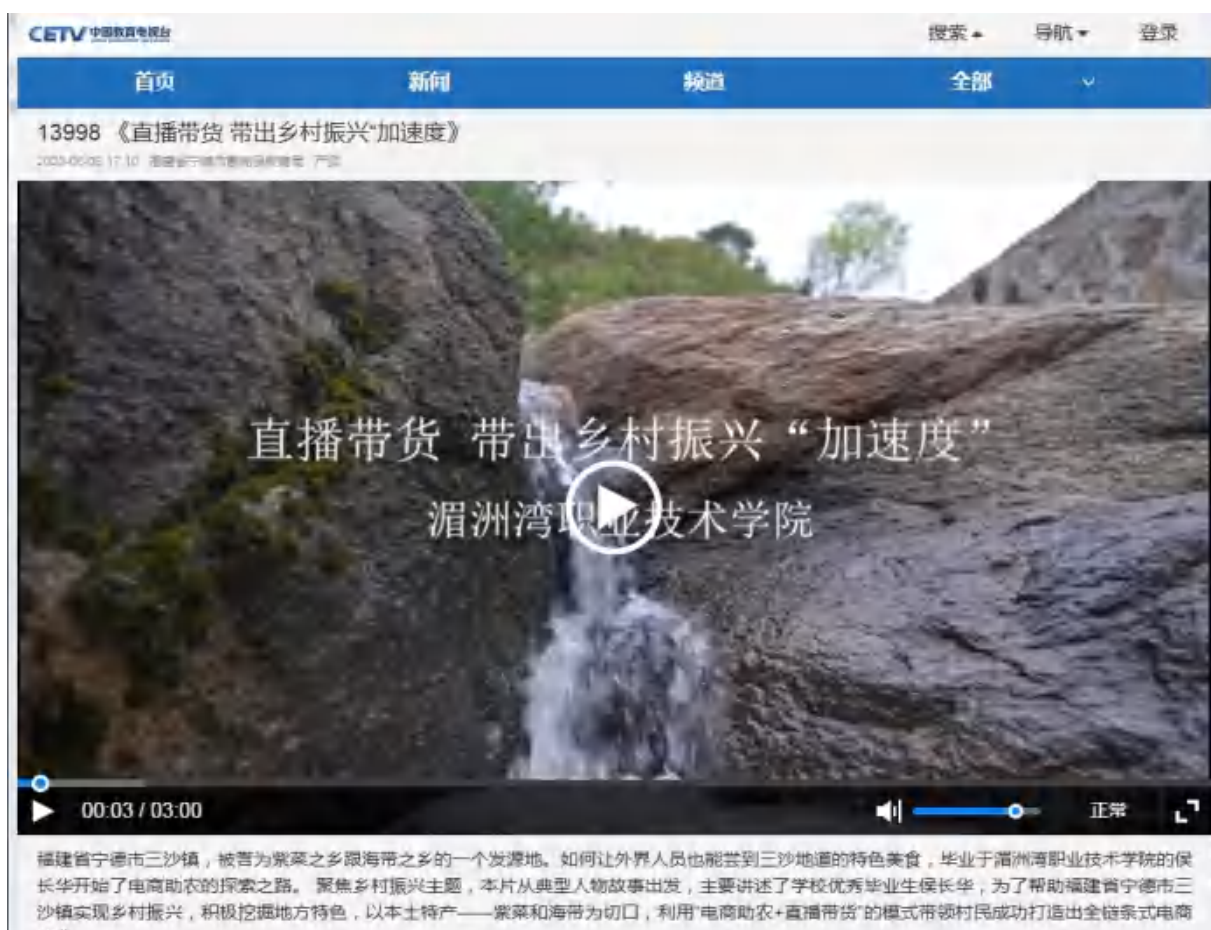 CETV 中国教育电视台
搜索 导航 登录
首页 新闻 频道 全部
13998 《直播带货 带出乡村振兴“加速度》
直播带货 带出乡村振兴“加速度”
湄洲湾职业技术学院
00:03 / 03:00 正常
福建省宁德市三沙镇，被誉为紫菜之乡跟海带之乡的一个发源地。如何让外界人员也能尝到三沙地道的特色美食，毕业于湄洲湾职业技术学院的侯
长华开始了电商助农的探索之路。 聚焦乡村振兴主题，本片从典型人物故事出发，主要讲述了学校优秀毕业生侯长华，为了帮助福建省宁德市三
沙镇实现乡村振兴，积极挖掘地方特色，以本土特产——紫菜和海带为切口，利用“电商助农+直播带货”的模式带领村民成功打造出全链条式电商